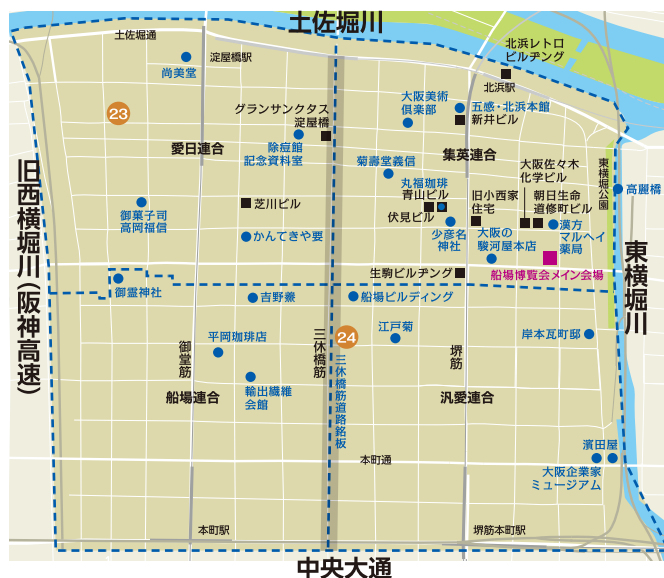 土佐堀川
土佐堀通
尚美堂
淀屋橋駅
北浜レトロ
ビルヂング
北浜駅
23
グランサンクタス
淀屋橋
大阪美術
倶楽部
五感・北浜本館
新井ビル
愛日連合
除痘館
記念資料室
菊壽堂義信
集英連合
大阪佐々木
化学ビル
東横堀公園
高麗橋
丸福珈琲
青山ビル
伏見ビル
旧小西家
住宅
朝日生命
道修町ビル
御菓子司
高岡福信
芝川ビル
少彦名
神社
大阪の
駿河屋本店
漢方
マルヘイ
薬局
かんてきや要
生駒ビルヂング
船場博覧会メイン会場
旧西横堀川(阪神高速)
東横堀川
御霊神社
吉野兼
船場ビルディング
御堂筋
平岡珈琲店
三休橋筋
24
江戸菊
堺筋
岸本瓦町邸
三休橋筋道路銘板
船場連合
輸出繊維
会館
汎愛連合
濱田屋
本町通
大阪企業家
ミュージアム
本町駅
堺筋本町駅
中央大通